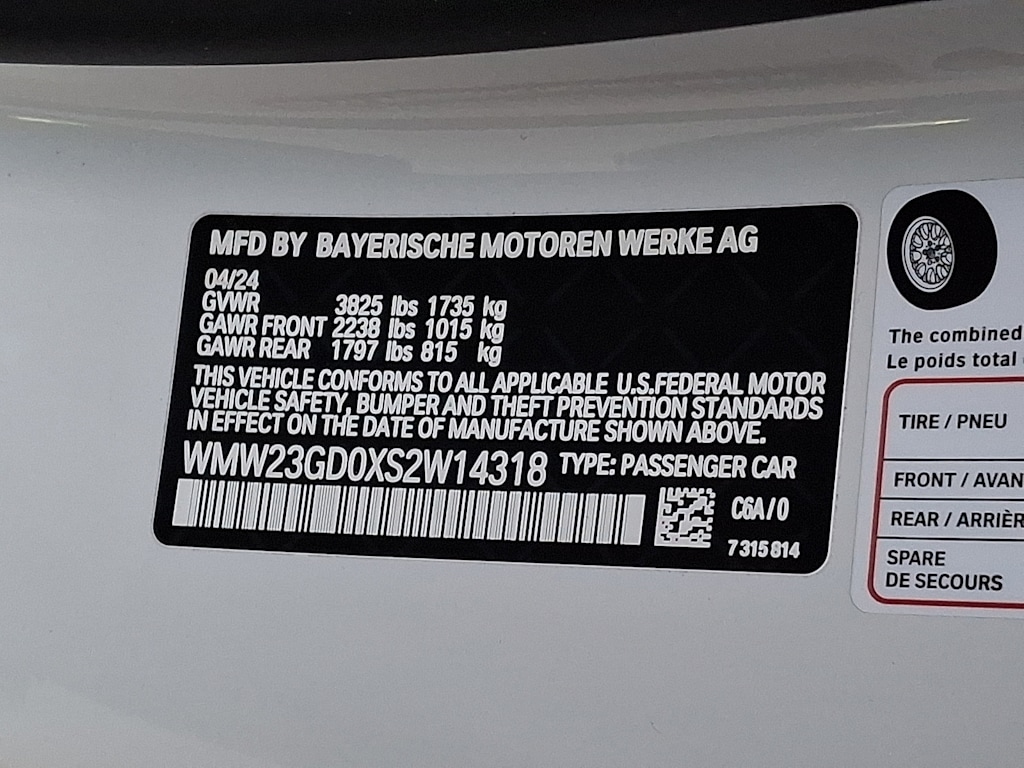 MFD BY BAYERISCHE MOTOREN WERKE AG
04/24
GVWR 3825 lbs 1735 kg
GAWR FRONT 2238 lbs 1015 kg
GAWR REAR 1797 lbs 815 kg
THIS VEHICLE CONFORMS TO ALL APPLICABLE U.S.FEDERAL MOTOR
VEHICLE SAFETY, BUMPER AND THEFT PREVENTION STANDARDS
IN EFFECT ON THE DATE OF MANUFACTURE SHOWN ABOVE.
WMW23GD0XS2W14318 TYPE: PASSENGER CAR
C6A/0
7315814
The combined
Le poids total
TIRE / PNEU
FRONT / AVAN
REAR / ARRIÈR
SPARE
DE SECOURS